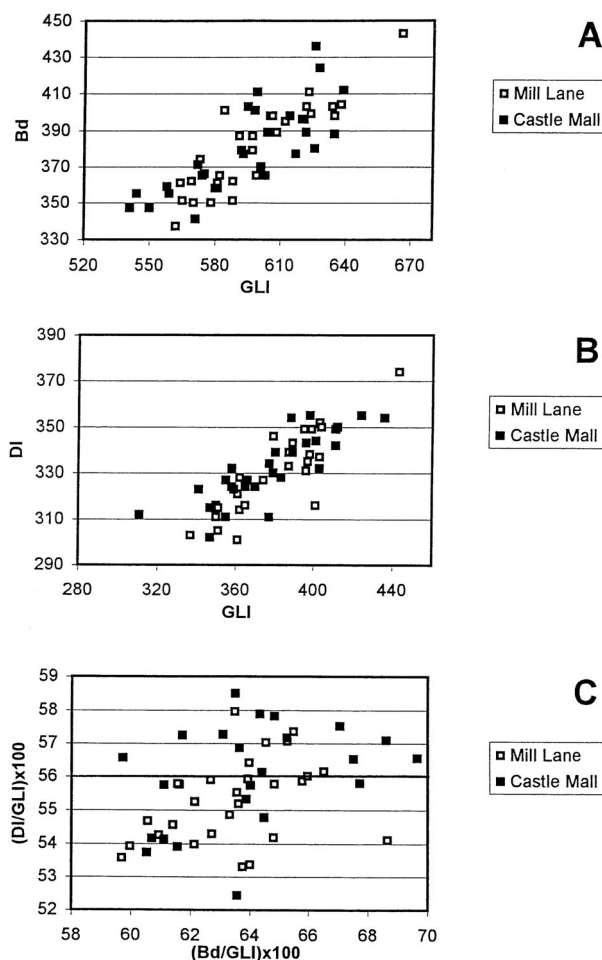 A
450
430
410
390
370
350
330
Bd
520 550 580 610 640 670
GLI
Mill Lane
Castle Mall
B
390
370
350
330
310
290
DI
280 320 360 400 440
GLI
Mill Lane
Castle Mall
C
59
58
57
56
55
54
53
52
(DI/GLI)x100
58 60 62 64 66 68 70
(Bd/GLI)x100
Mill Lane
Castle Mall